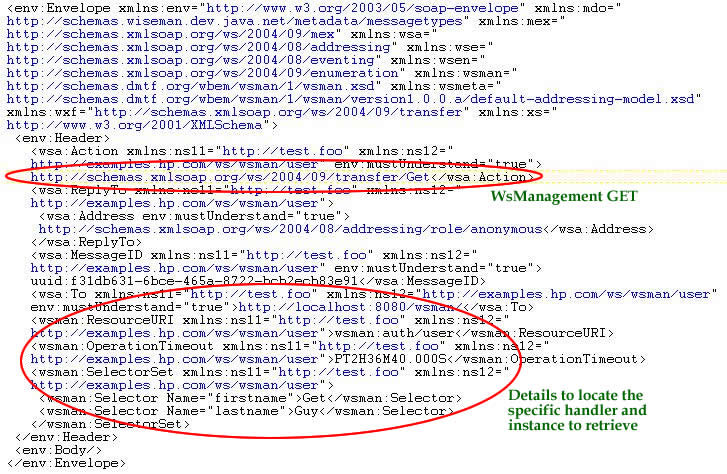 <env:Envelope xmlns:env="http://www.w3.org/2003/05/soap-envelope" xmlns:mdo="
http://schemas.wiseman.dev.java.net/metadata/messagetypes" xmlns:mex="
http://schemas.xmlsoap.org/ws/2004/09/mex" xmlns:wsa="
http://schemas.xmlsoap.org/ws/2004/08/addressing" xmlns:wse="
http://schemas.xmlsoap.org/ws/2004/08/eventing" xmlns:wsen="
http://schemas.xmlsoap.org/ws/2004/09/enumeration" xmlns:wsman="
http://schemas.dmtf.org/wbem/wsman/1/wsman.xsd" xmlns:wsmeta="
http://schemas.dmtf.org/wbem/wsman/1/wsman/version1.0.0.a/default-addressing-model.xsd"
xmlns:wxf="http://schemas.xmlsoap.org/ws/2004/09/transfer" xmlns:xs="
http://www.w3.org/2001/XMLSchema">
<env:Header>
<wsa:Action xmlns:ns11="http://test.foo" xmlns:ns12="
http://examples.hp.com/ws/wsman/user" env:mustUnderstand="true">
http://schemas.xmlsoap.org/ws/2004/09/transfer/Get</wsa:Action>
<wsa:ReplyTo xmlns:ns11="http://test.foo" xmlns:ns12="
WsManagement GET
http://examples.hp.com/ws/wsman/user">
<wsa:Address env:mustUnderstand="true">
http://schemas.xmlsoap.org/ws/2004/08/addressing/role/anonymous</wsa:Address>
</wsa:ReplyTo>
<wsa:MessageID xmlns:ns11="http://test.foo" xmlns:ns12="
http://examples.hp.com/ws/wsman/user" env:mustUnderstand="true">
uuid:f31db631-6bce-465a-8722-bcb2ecb83e91</wsa:MessageID>
<wsa:To xmlns:ns11="http://test.foo" xmlns:ns12="http://examples.hp.com/ws/wsman/user"
env:mustUnderstand="true">http://localhost:8080/wsman</wsa:To>
<wsman:ResourceURI xmlns:ns11="http://test.foo" xmlns:ns12="
http://examples.hp.com/ws/wsman/user">wsman:auth/user</wsman:ResourceURI>
<wsman:OperationTimeout xmlns:ns11="http://test.foo" xmlns:ns12="
http://examples.hp.com/ws/wsman/user">PT2H36M40.000S</wsman:OperationTimeout>
<wsman:SelectorSet xmlns:ns11="http://test.foo" xmlns:ns12="
http://examples.hp.com/ws/wsman/user">
<wsman:Selector Name="firstname">Get</wsman:Selector>
<wsman:Selector Name="lastname">Guy</wsman:Selector>
</wsman:SelectorSet>
Details to locate the
specific handler and
instance to retrieve
</env:Header>
<env:Body/>
</env:Envelope>